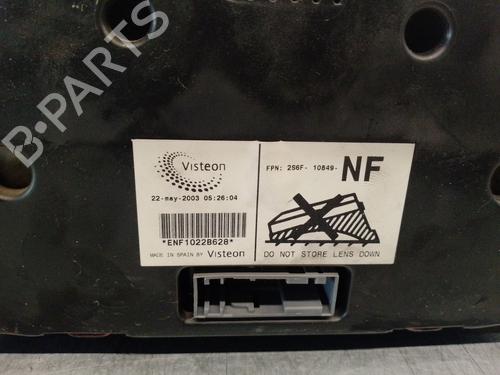 Visteon
22-may-2003 05:26:04
*ENF1022B628*
MADE IN SPAIN BY Visteon
FPN: 2S6F- 10849- NF
DO NOT STORE LENS DOWN